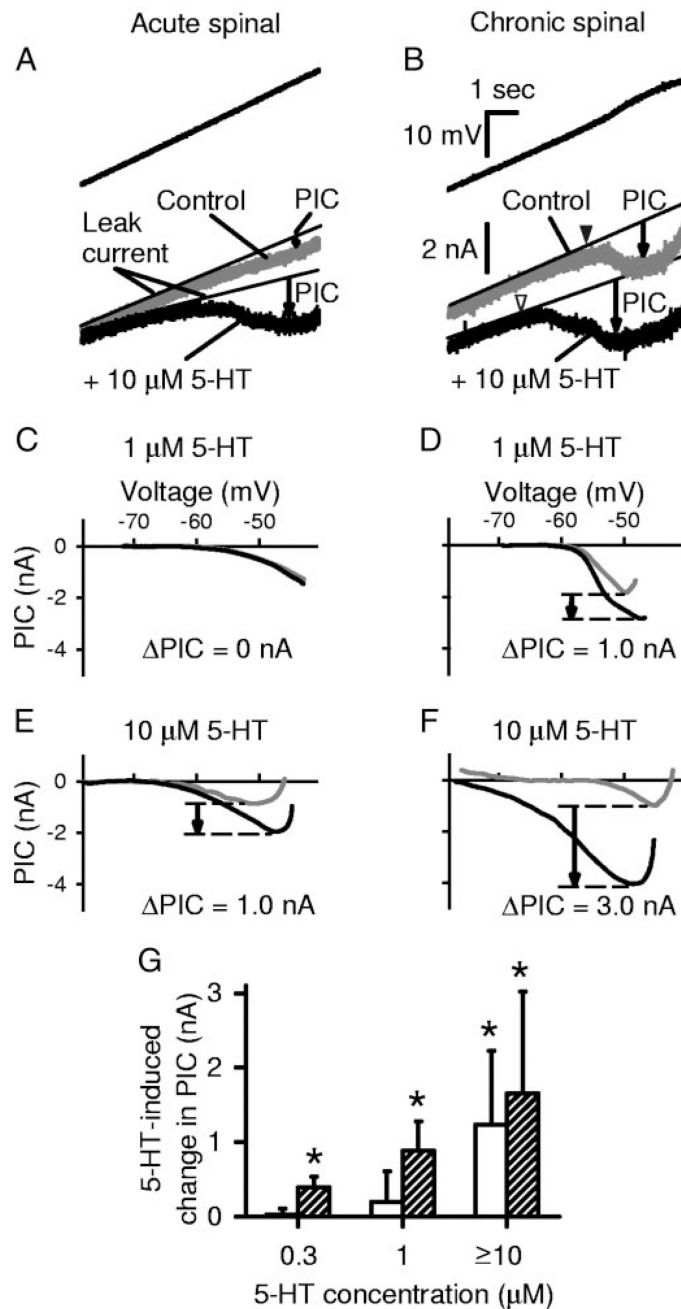 Acute spinal
Chronic spinal
A
B
1 sec
10 mV
Control
PIC
Leak
current
PIC
+ 10 µM 5-HT
Control
PIC
2 nA
PIC
+ 10 µM 5-HT
C
1 µM 5-HT
D
1 µM 5-HT
Voltage (mV)
-70 -60 -50
Voltage (mV)
-70 -60 -50
PIC (nA)
0
-2
-4
ΔPIC = 0 nA
ΔPIC = 1.0 nA
E
10 µM 5-HT
F
10 µM 5-HT
PIC (nA)
0
-2
-4
ΔPIC = 1.0 nA
ΔPIC = 3.0 nA
G
5-HT-induced
change in PIC (nA)
3
2
1
0
* * * *
0.3 1 ≥10
5-HT concentration (µM)